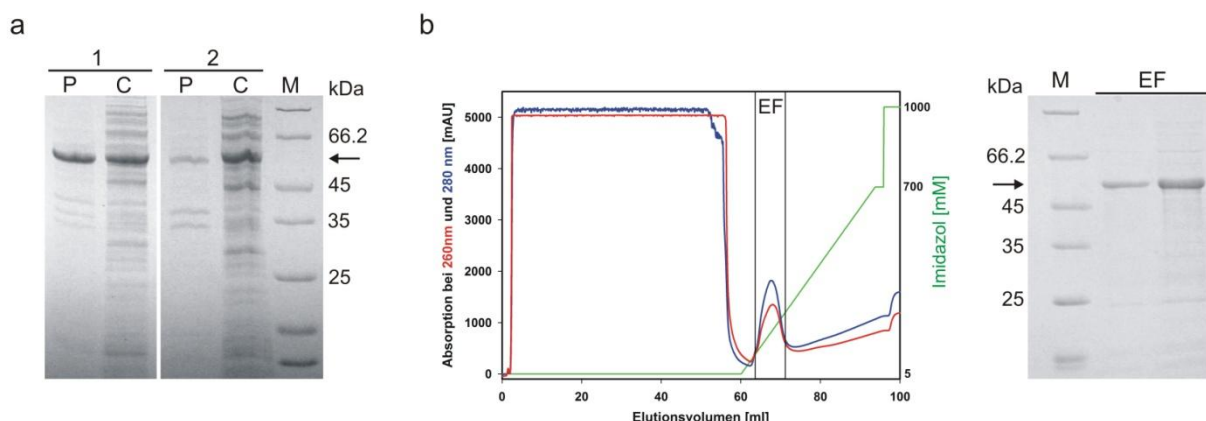 a
1 2
P C P C M kDa
66.2
45
35
25
b
Absorption bei 260nm und 280 nm [mAU]
5000
4000
3000
2000
1000
0
EF
1000
700
5
Imidazol [mM]
0 20 40 60 80 100
Elutionsvolumen [ml]
kDa M EF
66.2
45
35
25